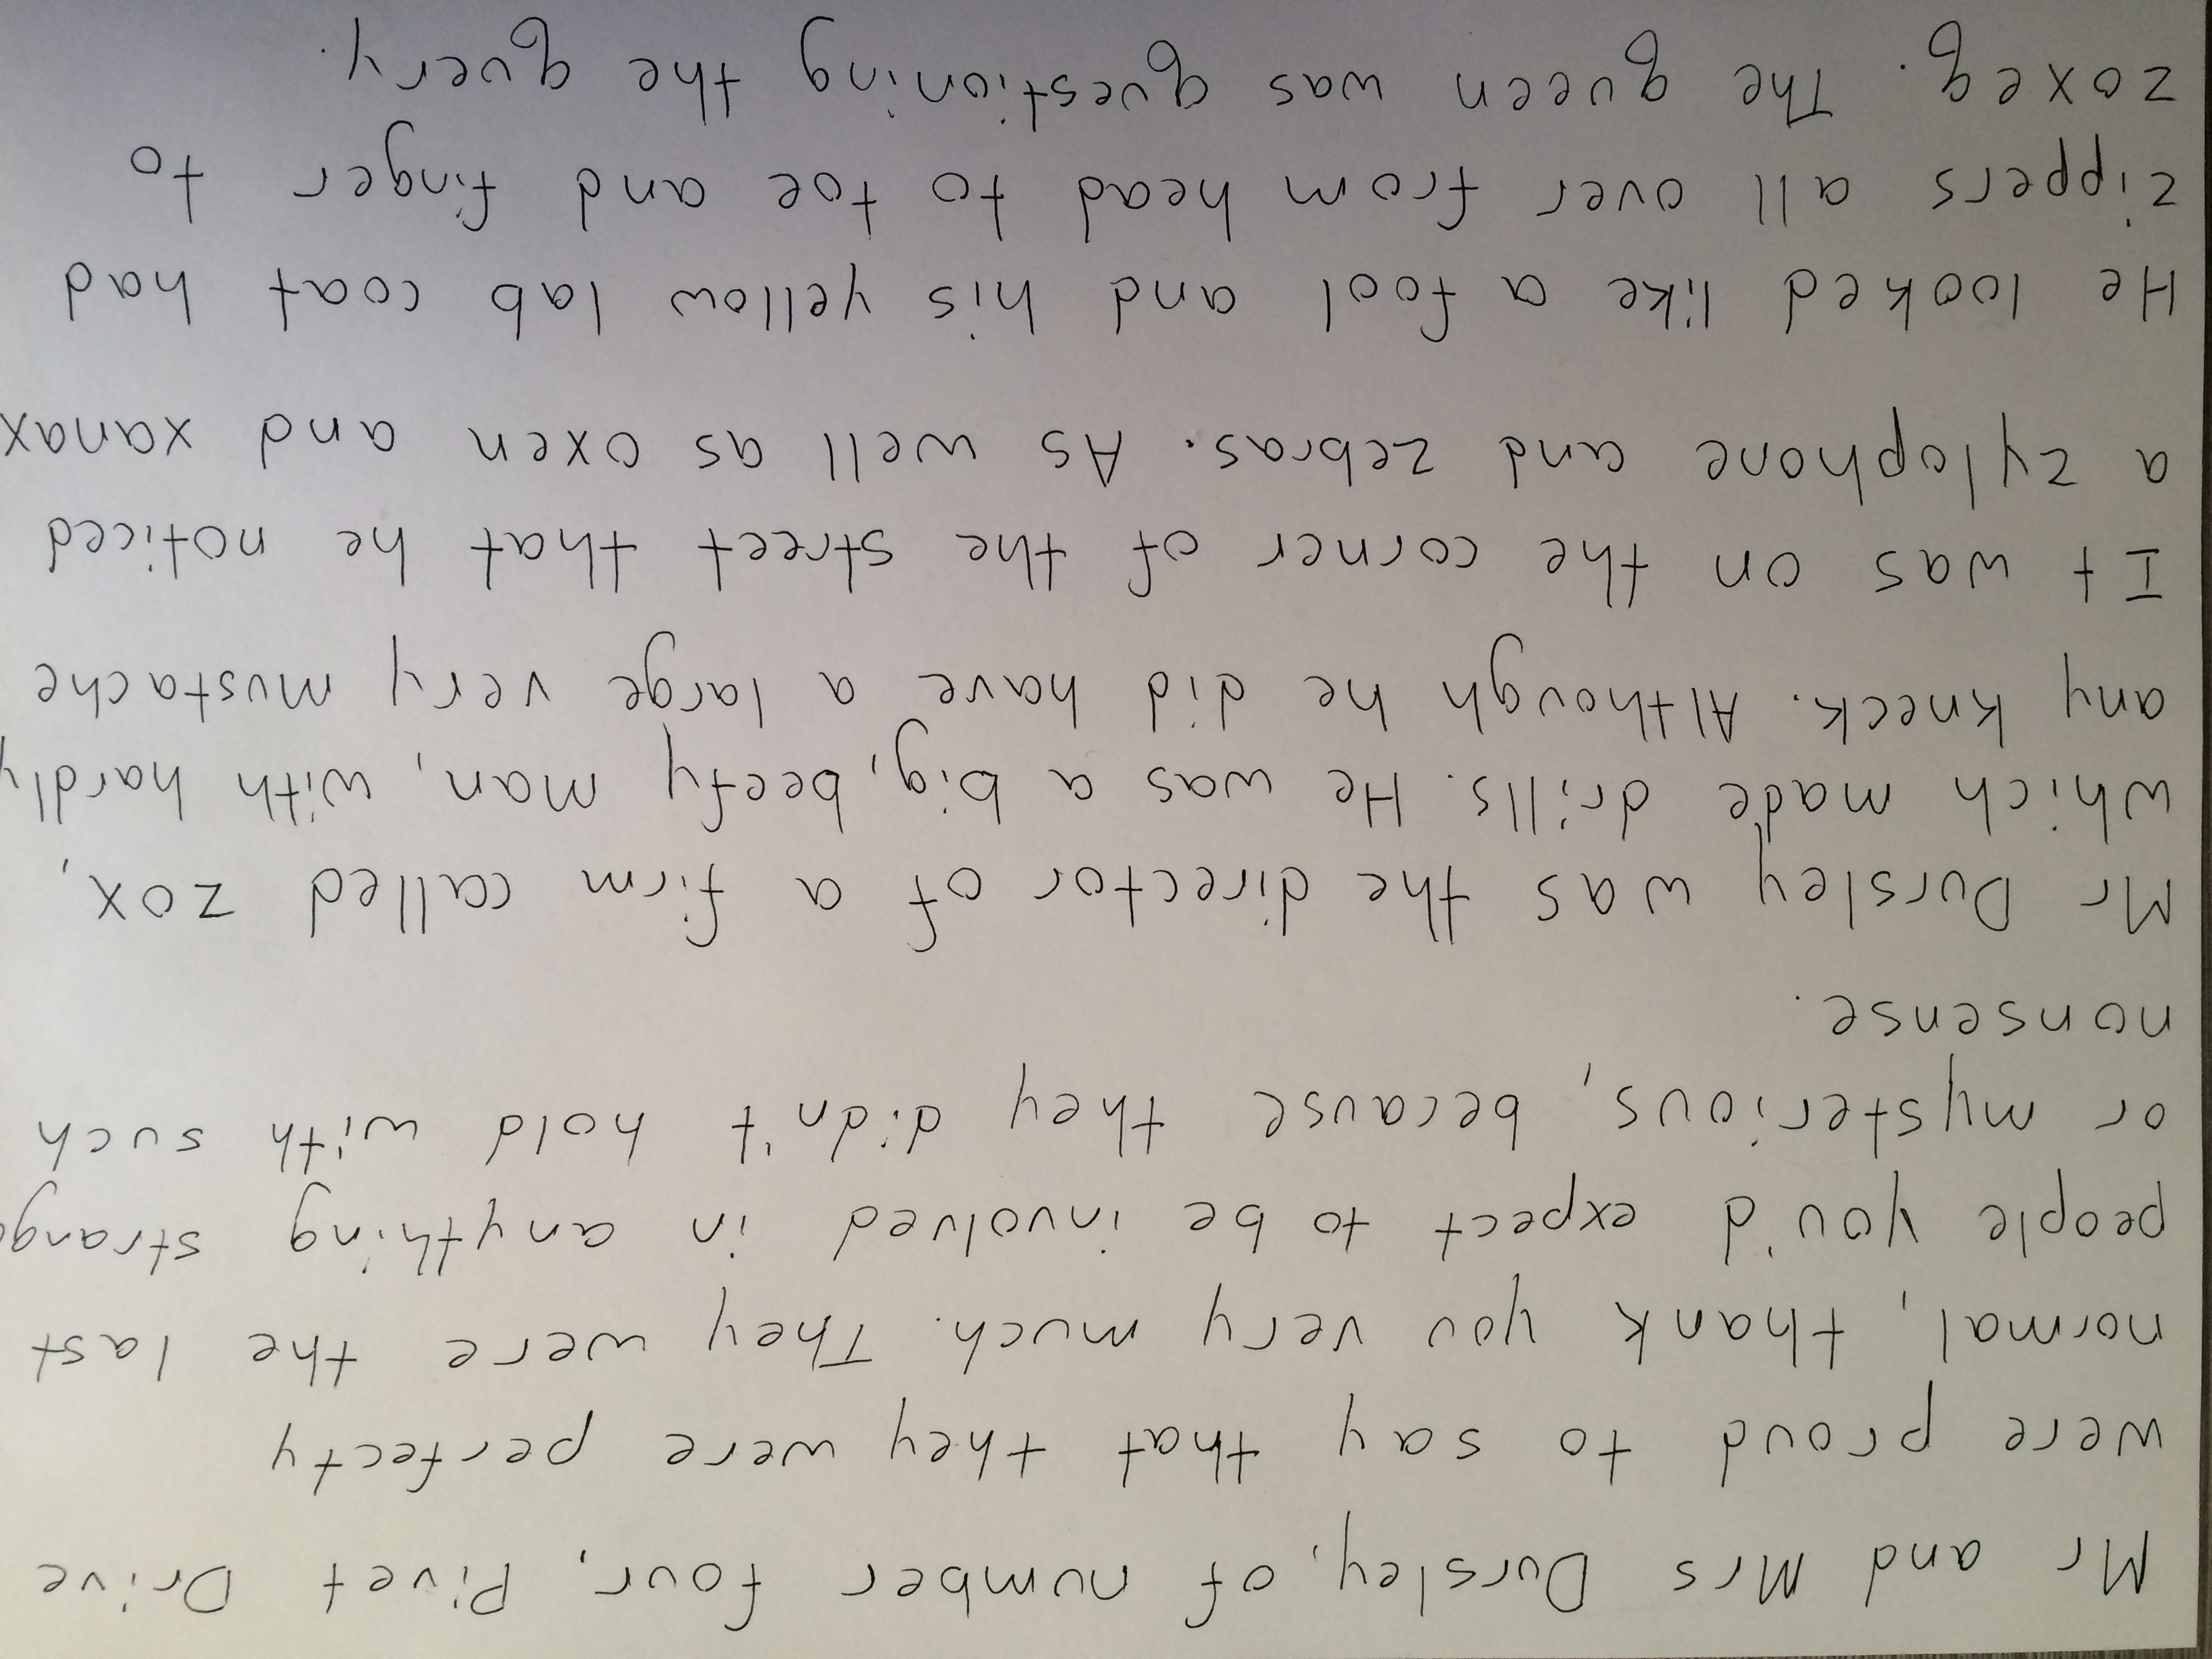 Mr and Mrs Dursley, of number four, Pivet Drive
were proud to say that they were perfecty
normal, thank you very much. They were the last
people you'd expect to be involved in anything strange
or mysterious, because they didn't hold with such
nonsense.
Mr Dursley was the director of a firm called zox,
which made drills. He was a big, beefy man, with hardly
any kneck. Although he did have a large very mustache
It was on the corner of the street that he noticed
a zylophone and zebras. As well as oxen and xanax
He looked like a fool and his yellow lab coat had
zippers all over from head to toe and finger to
zoxeq. The queen was questioning the query.